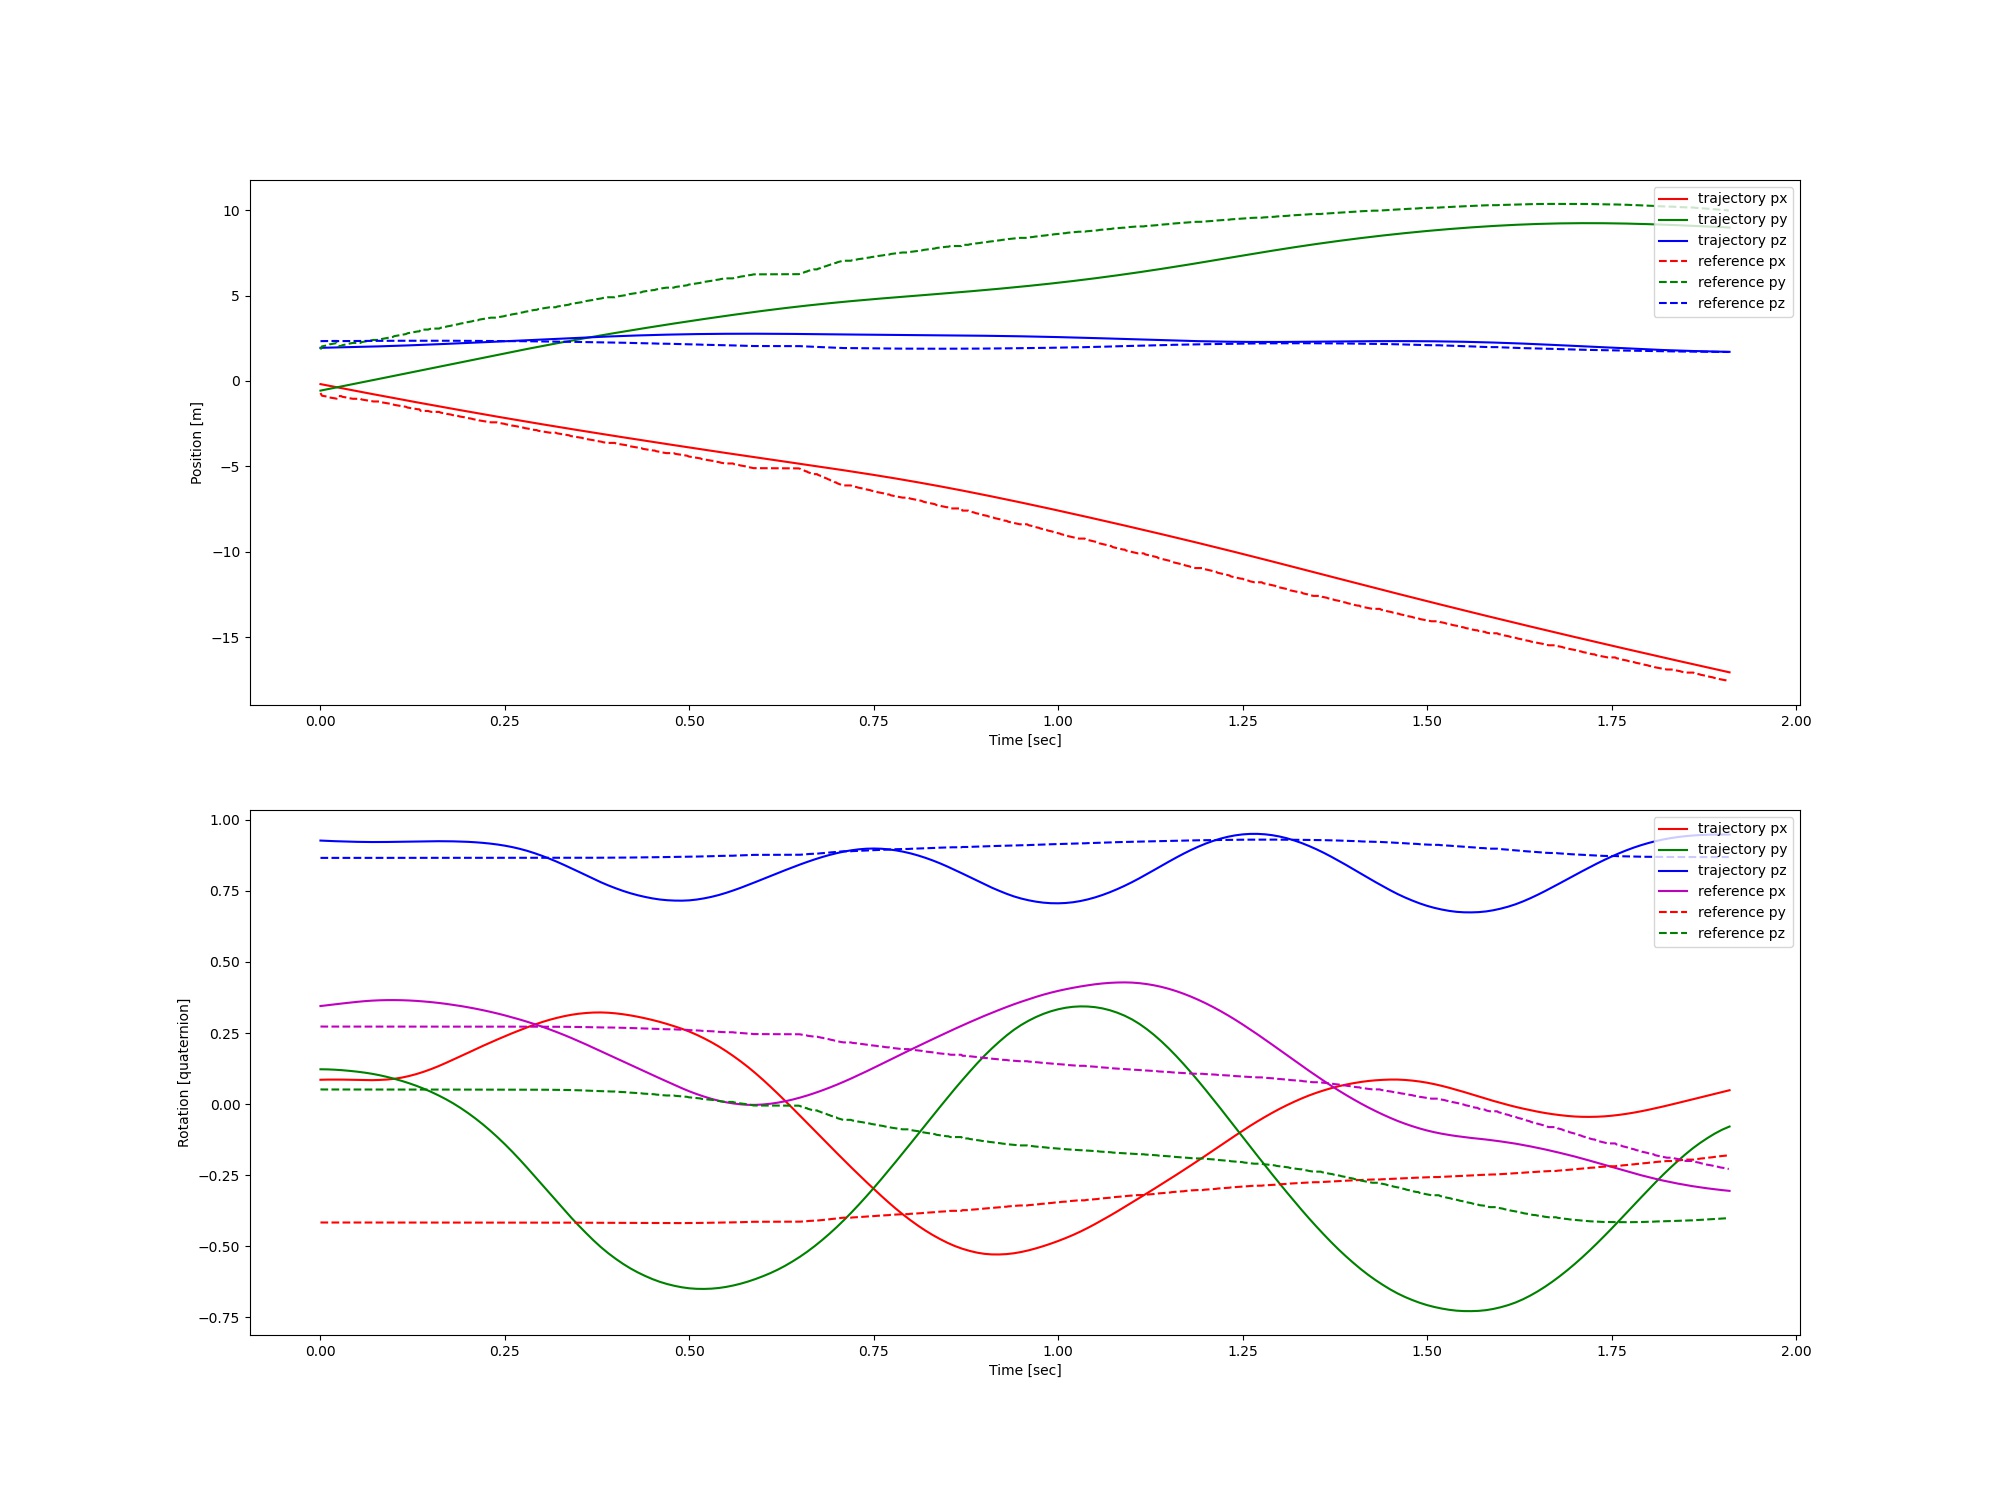 10
5
0
−5
−10
−15
Position [m]
trajectory px
trajectory py
trajectory pz
reference px
reference py
reference pz
0.00 0.25 0.50 0.75 1.00 1.25 1.50 1.75 2.00
Time [sec]
1.00
0.75
0.50
0.25
0.00
−0.25
−0.50
−0.75
Rotation [quaternion]
trajectory px
trajectory py
trajectory pz
reference px
reference py
reference pz
0.00 0.25 0.50 0.75 1.00 1.25 1.50 1.75 2.00
Time [sec]